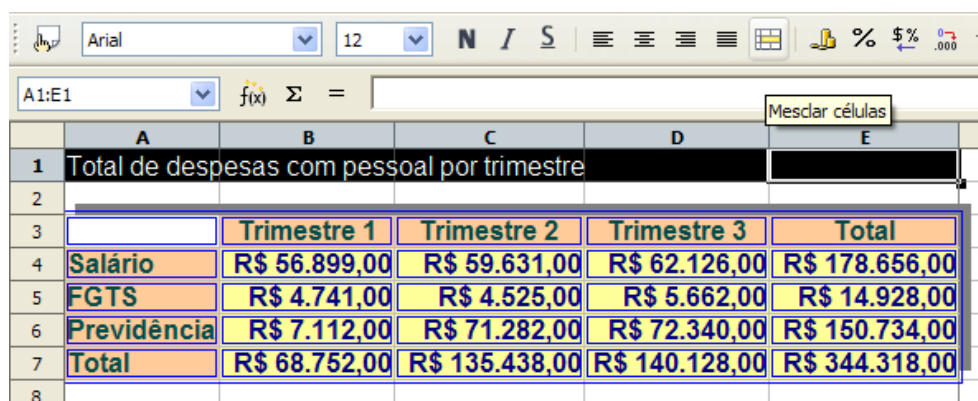 Arial 12 N I S % $% .000
A1:E1 f(x) Σ =
Mesclar células
A B C D E
1 Total de despesas com pessoal por trimestre
2
3 Trimestre 1 Trimestre 2 Trimestre 3 Total
4 Salário R$ 56.899,00 R$ 59.631,00 R$ 62.126,00 R$ 178.656,00
5 FGTS R$ 4.741,00 R$ 4.525,00 R$ 5.662,00 R$ 14.928,00
6 Previdência R$ 7.112,00 R$ 71.282,00 R$ 72.340,00 R$ 150.734,00
7 Total R$ 68.752,00 R$ 135.438,00 R$ 140.128,00 R$ 344.318,00
8